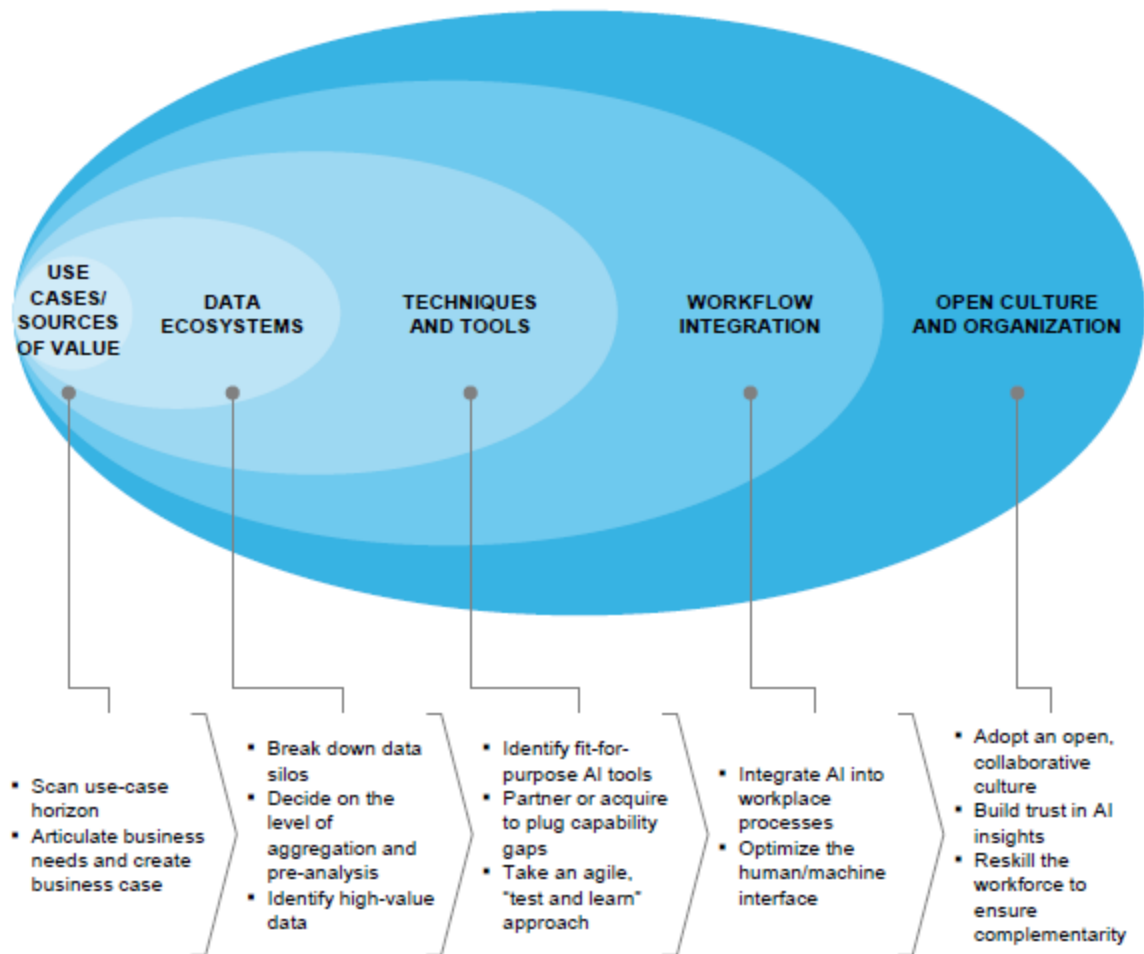 USE
CASES/
SOURCES
OF VALUE
DATA
ECOSYSTEMS
TECHNIQUES
AND TOOLS
WORKFLOW
INTEGRATION
OPEN CULTURE
AND ORGANIZATION
▪ Scan use-case
horizon
▪ Articulate business
needs and create
business case
▪ Break down data
silos
▪ Decide on the
level of
aggregation and
pre-analysis
▪ Identify high-value
data
▪ Identify fit-for-
purpose AI tools
▪ Partner or acquire
to plug capability
gaps
▪ Take an agile,
"test and learn"
approach
▪ Integrate AI into
workplace
processes
▪ Optimize the
human/machine
interface
▪ Adopt an open,
collaborative
culture
▪ Build trust in AI
insights
▪ Reskill the
workforce to
ensure
complementarity